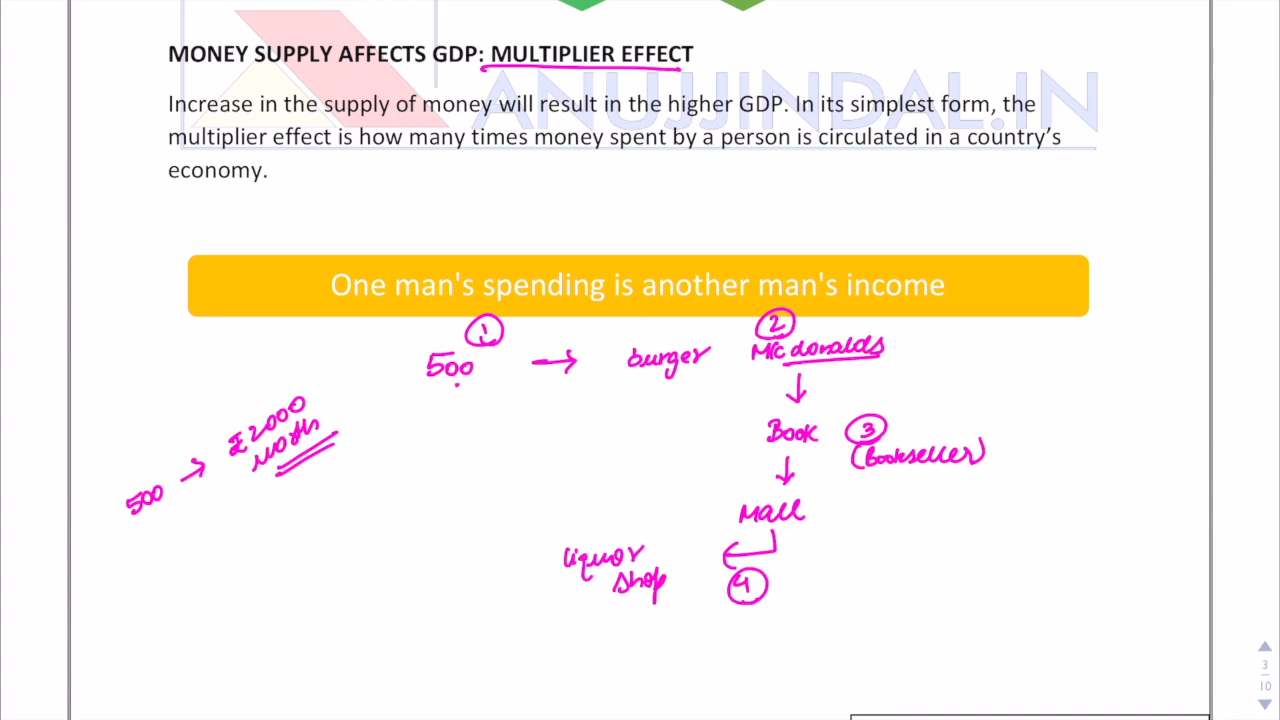 MONEY SUPPLY AFFECTS GDP: MULTIPLIER EFFECT
ANUJJINDAL.IN
Increase in the supply of money will result in the higher GDP. In its simplest form, the
multiplier effect is how many times money spent by a person is circulated in a country's
economy.
One man's spending is another man's income
1
2
500 → burger Mcdonalds
₹2000
worth
500 →
Book 3
(Bookseller)
Mall
liquor
shop
4
3
10